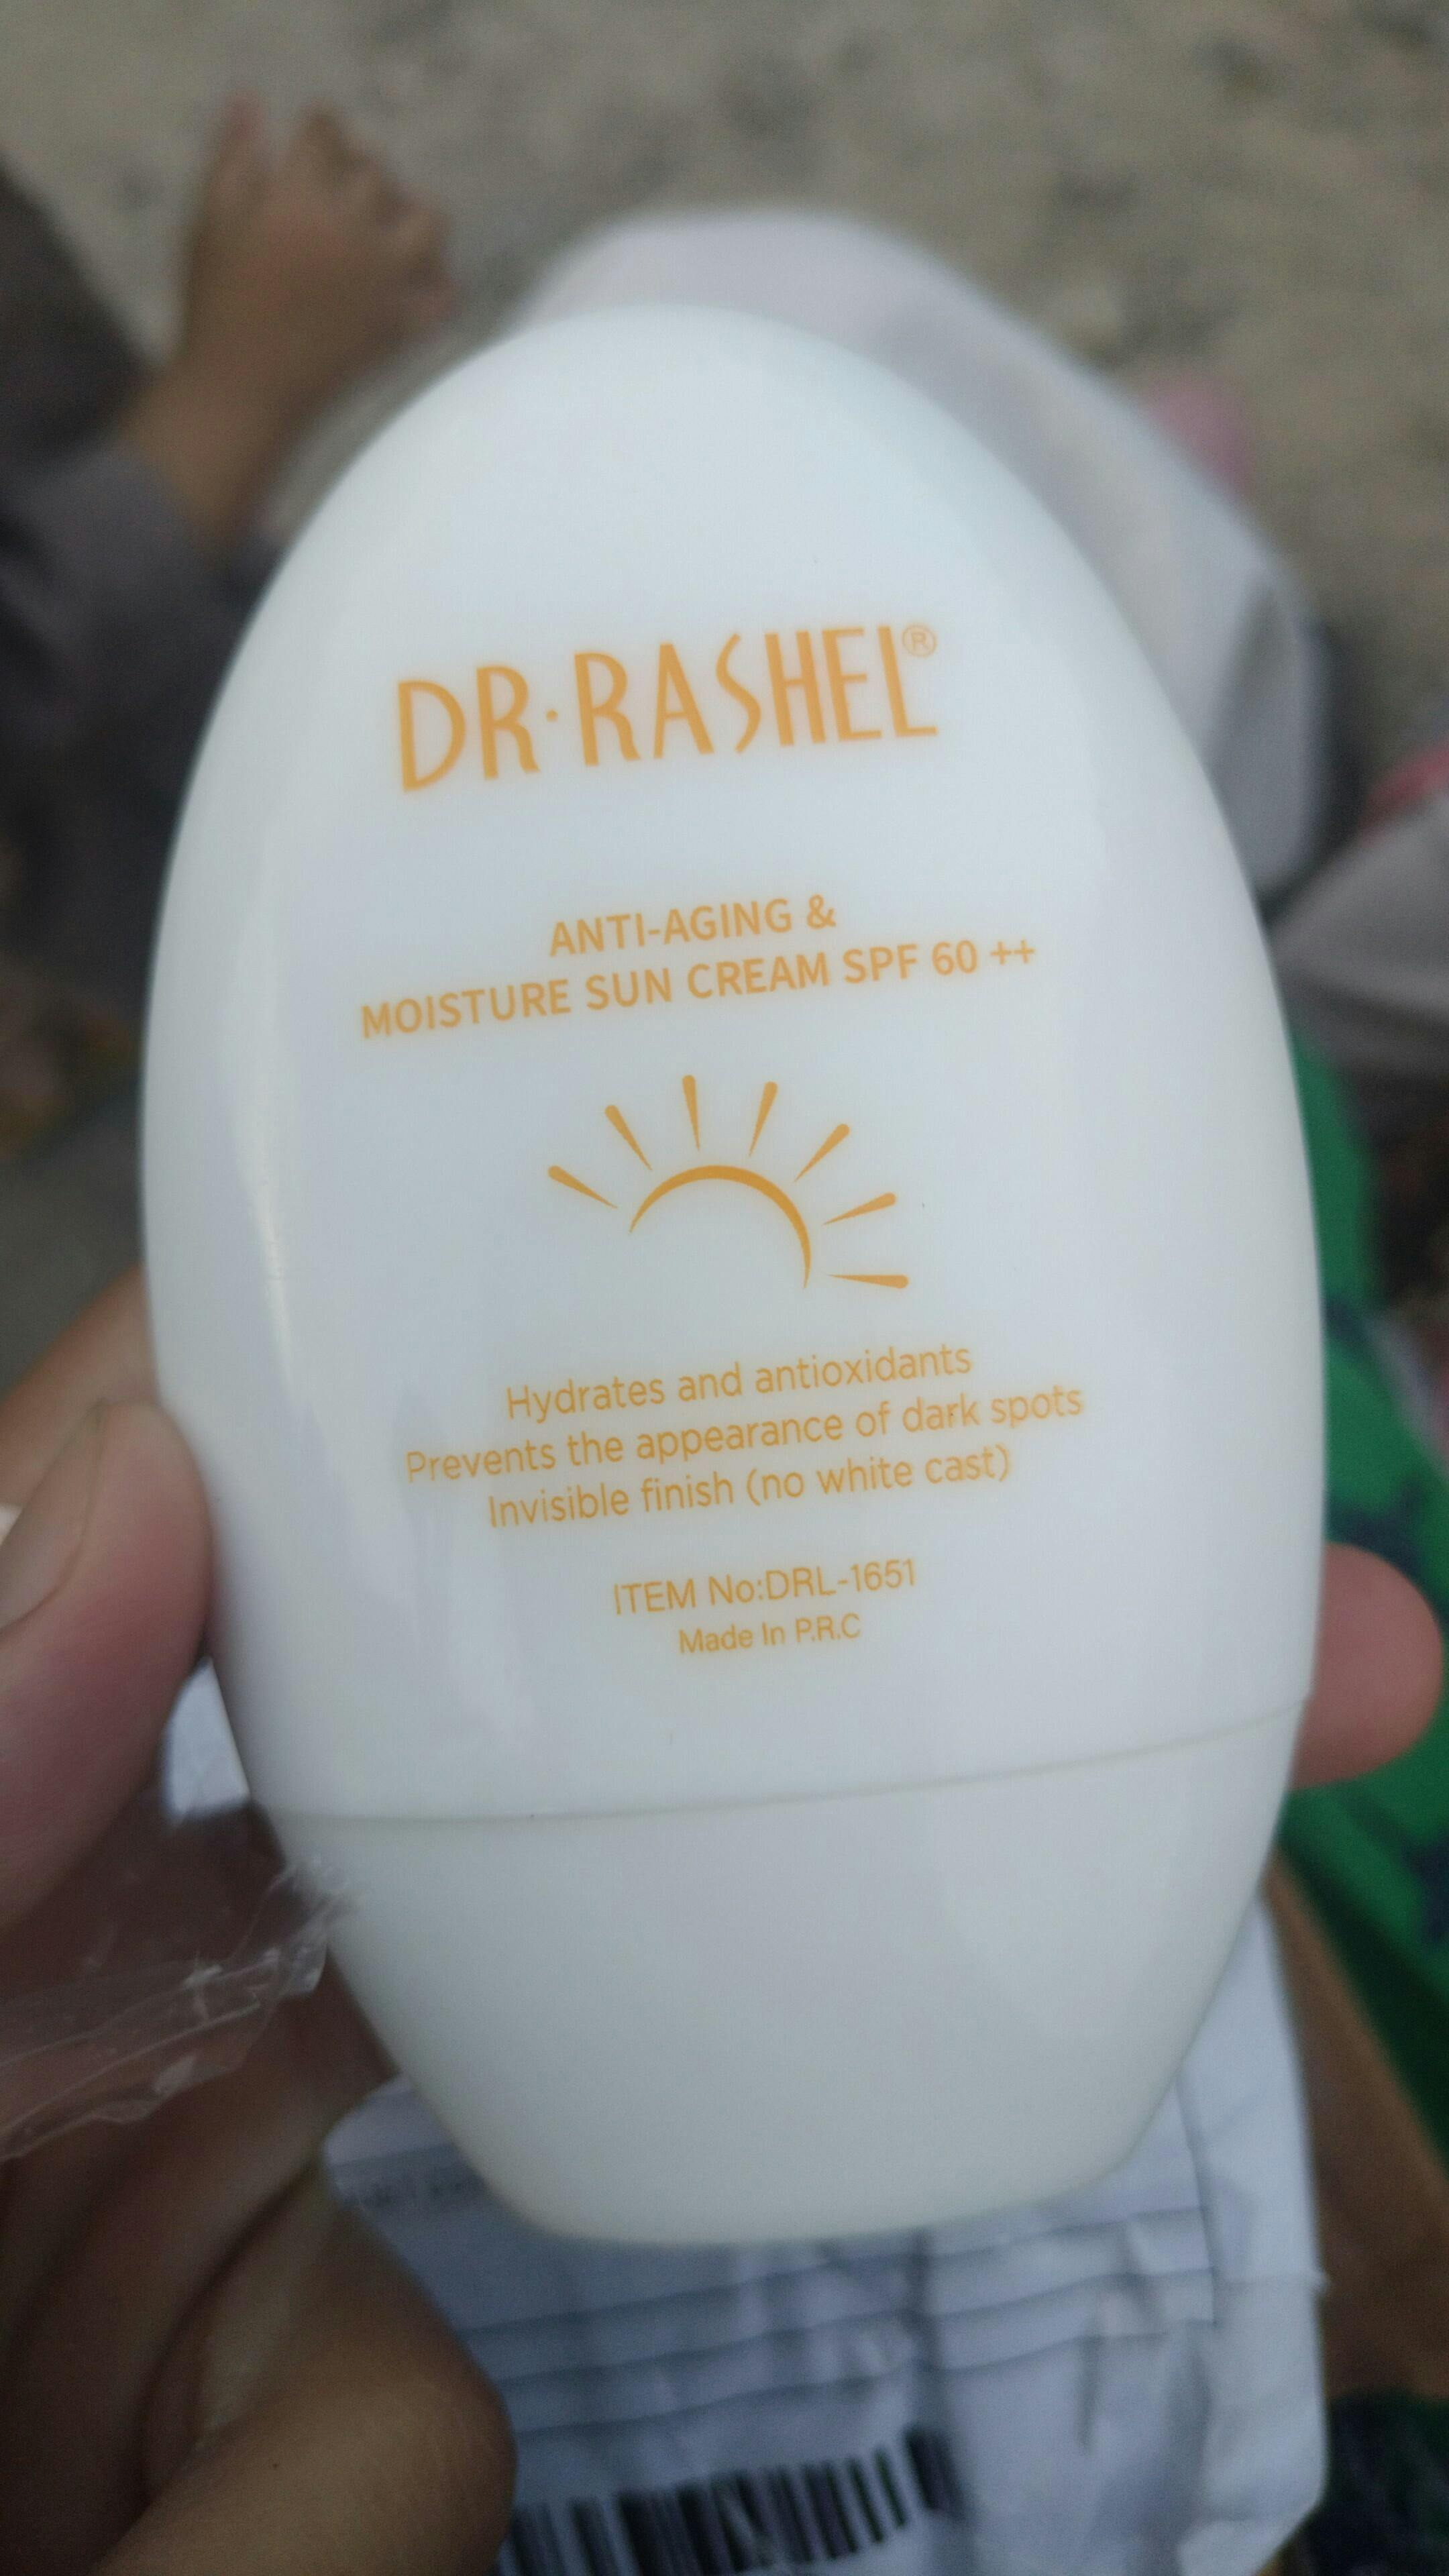 DR·RASHEL®
ANTI-AGING &
MOISTURE SUN CREAM SPF 60 ++
Hydrates and antioxidants
Prevents the appearance of dark spots
Invisible finish (no white cast)
ITEM No:DRL-1651
Made In P.R.C